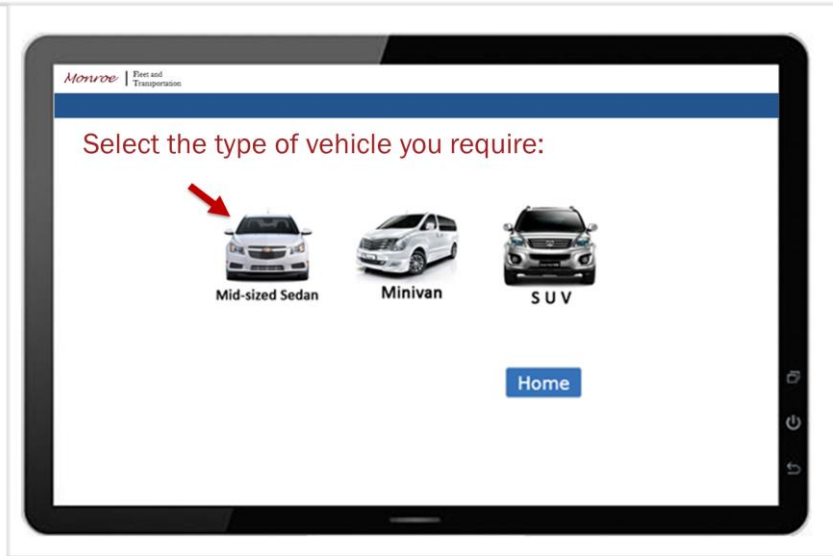 Monroe
Fleet and
Transportation
Select the type of vehicle you require:
Mid-sized Sedan
Minivan
S U V
Home